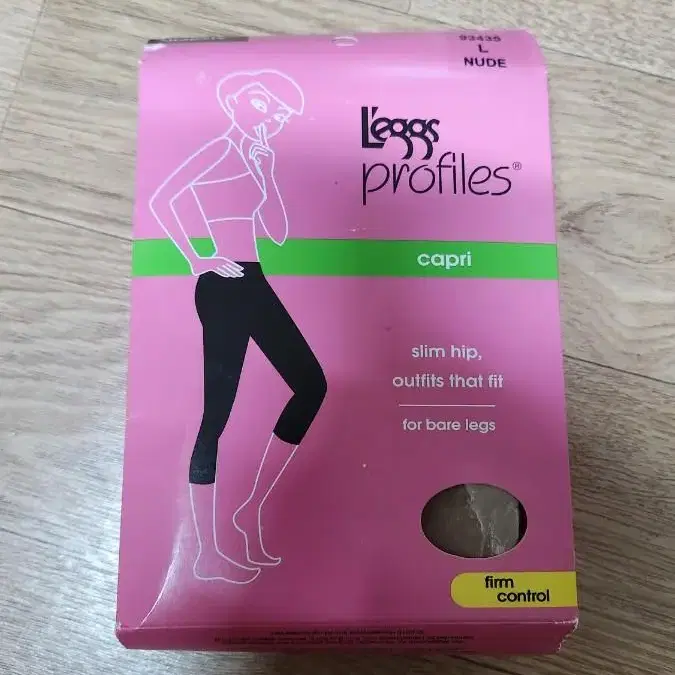 93435
L
NUDE
L'eggs
profiles®
capri
slim hip,
outfits that fit
for bare legs
firm
control